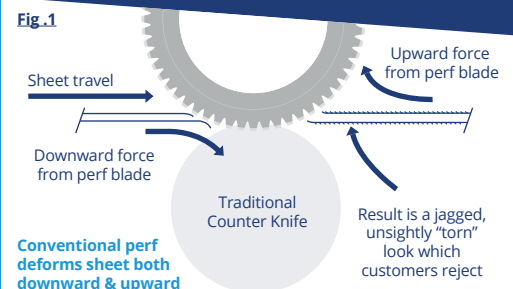 Fig .1
Upward force
from perf blade
Sheet travel
Downward force
from perf blade
Traditional
Counter Knife
Result is a jagged,
unsightly “torn”
look which
customers reject
Conventional perf
deforms sheet both
downward & upward